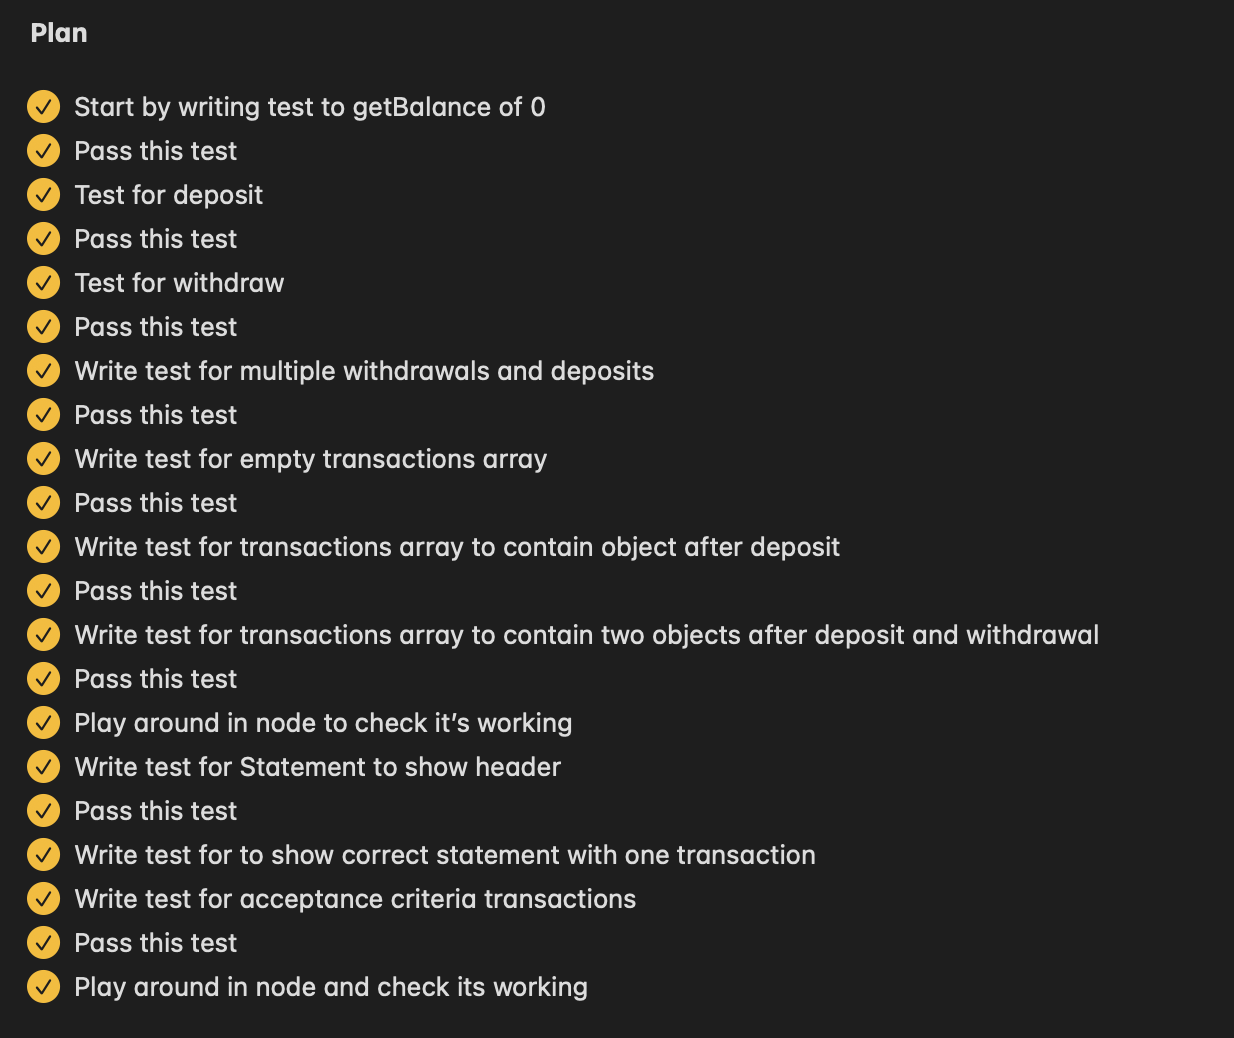 Plan
Start by writing test to getBalance of 0
Pass this test
Test for deposit
Pass this test
Test for withdraw
Pass this test
Write test for multiple withdrawals and deposits
Pass this test
Write test for empty transactions array
Pass this test
Write test for transactions array to contain object after deposit
Pass this test
Write test for transactions array to contain two objects after deposit and withdrawal
Pass this test
Play around in node to check it’s working
Write test for Statement to show header
Pass this test
Write test for to show correct statement with one transaction
Write test for acceptance criteria transactions
Pass this test
Play around in node and check its working